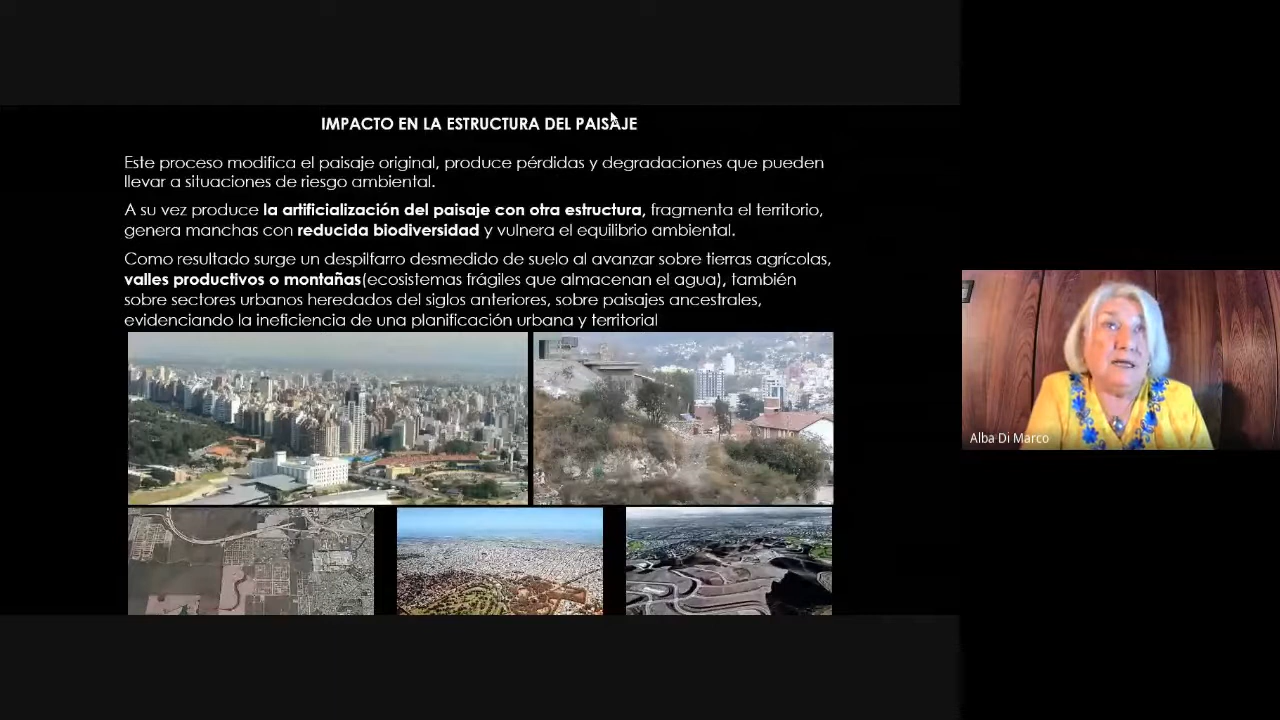 IMPACTO EN LA ESTRUCTURA DEL PAISAJE
Este proceso modifica el paisaje original, produce pérdidas y degradaciones que pueden
llevar a situaciones de riesgo ambiental.
A su vez produce la artificialización del paisaje con otra estructura, fragmenta el territorio,
genera manchas con reducida biodiversidad y vulnera el equilibrio ambiental.
Como resultado surge un despilfarro desmedido de suelo al avanzar sobre tierras agrícolas,
valles productivos o montañas(ecosistemas frágiles que almacenan el agua), también
sobre sectores urbanos heredados del siglos anteriores, sobre paisajes ancestrales,
evidenciando la ineficiencia de una planificación urbana y territorial
Alba Di Marco